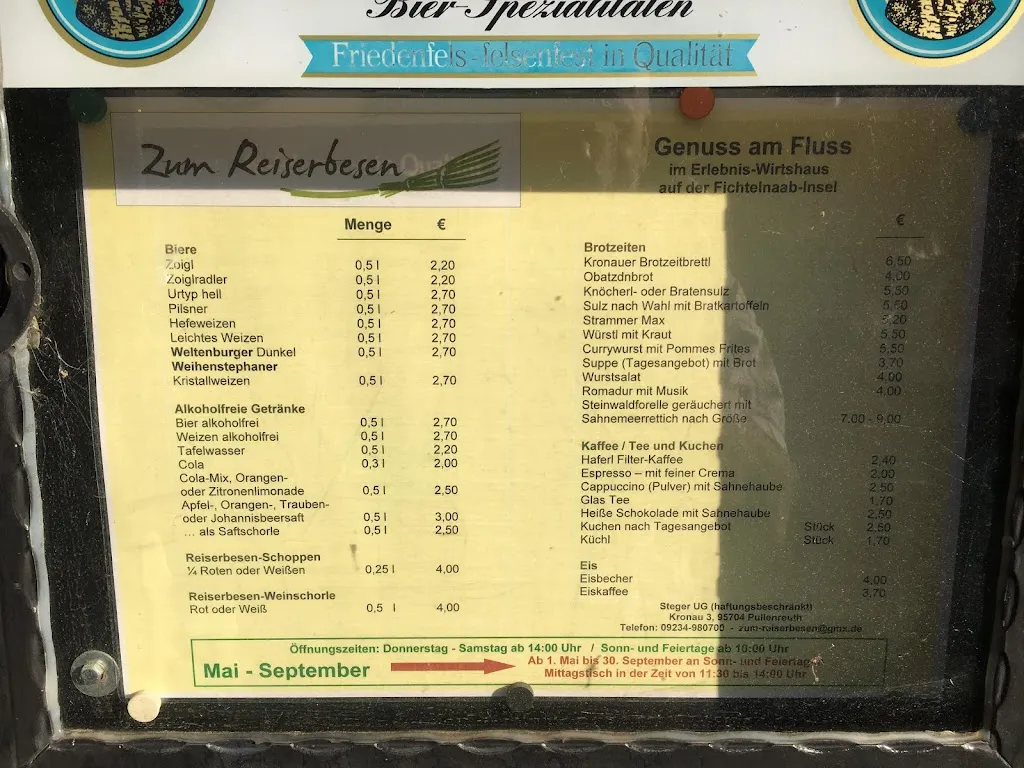 Bier-Spezialitäten
Friedenfels - felsenfest in Qualität
Zum Reiserbesen
Genuss am Fluss
im Erlebnis-Wirtshaus
auf der Fichtelnaab-Insel
Menge €
Biere
Zoigl 0,5 l 2,20
Zoiglradler 0,5 l 2,20
Urtyp hell 0,5 l 2,70
Pilsner 0,5 l 2,70
Hefeweizen 0,5 l 2,70
Leichtes Weizen 0,5 l 2,70
Weltenburger Dunkel 0,5 l 2,70
Weihenstephaner
Kristallweizen 0,5 l 2,70
Alkoholfreie Getränke
Bier alkoholfrei 0,5 l 2,70
Weizen alkoholfrei 0,5 l 2,70
Tafelwasser 0,5 l 2,20
Cola 0,3 l 2,00
Cola-Mix, Orangen-
oder Zitronenlimonade 0,5 l 2,50
Apfel-, Orangen-, Trauben-
oder Johannisbeersaft 0,5 l 3,00
... als Saftschorle 0,5 l 2,50
Reiserbesen-Schoppen
¼ Roten oder Weißen 0,25 l 4,00
Reiserbesen-Weinschorle
Rot oder Weiß 0,5 l 4,00
€
Brotzeiten
Kronauer Brotzeitbrettl 6,50
Obatzdnbrot 4,00
Knöcherl- oder Bratensulz 5,50
Sulz nach Wahl mit Bratkartoffeln
Strammer Max
Würstl mit Kraut 5,50
Currywurst mit Pommes Frites
Suppe (Tagesangebot) mit Brot 3,70
Wurstsalat 4,00
Romadur mit Musik 4,00
Steinwaldforelle geräuchert mit
Sahnemeerrettich nach Größe 7,00 - 9,00
Kaffee / Tee und Kuchen
Haferl Filter-Kaffee 2,40
Espresso – mit feiner Crema 2,00
Cappuccino (Pulver) mit Sahnehaube 2,50
Glas Tee 1,70
Heiße Schokolade mit Sahnehaube 2,50
Kuchen nach Tagesangebot Stück 2,50
Küchl Stück 1,70
Eis
Eisbecher 4,00
Eiskaffee 3,70
Steger UG (haftungsbeschränkt)
Kronau 3, 95704 Pullenreuth
Telefon: 09234-980700 - zum-reiserbesen@gmx.de
Öffnungszeiten: Donnerstag - Samstag ab 14:00 Uhr / Sonn- und Feiertage ab 10:00 Uhr
Mai - September
Ab 1. Mai bis 30. September an Sonn- und Feiertag
Mittagstisch in der Zeit von 11:30 bis 14:00 Uhr